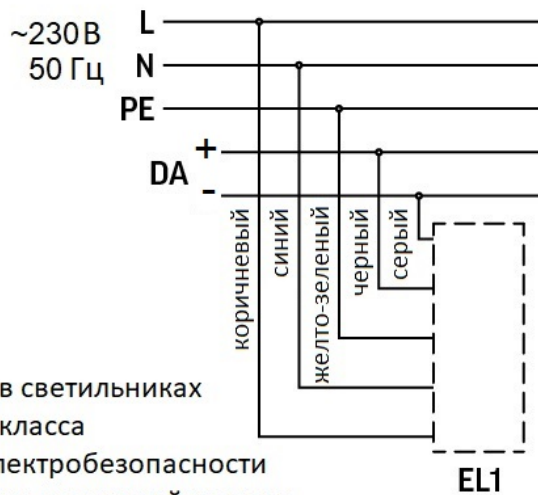 ~230 В
50 Гц
L
N
PE
DA
+
-
коричневый
синий
желто-зеленый
черный
серый
в светильниках
класса
лектробезопасности
EL1